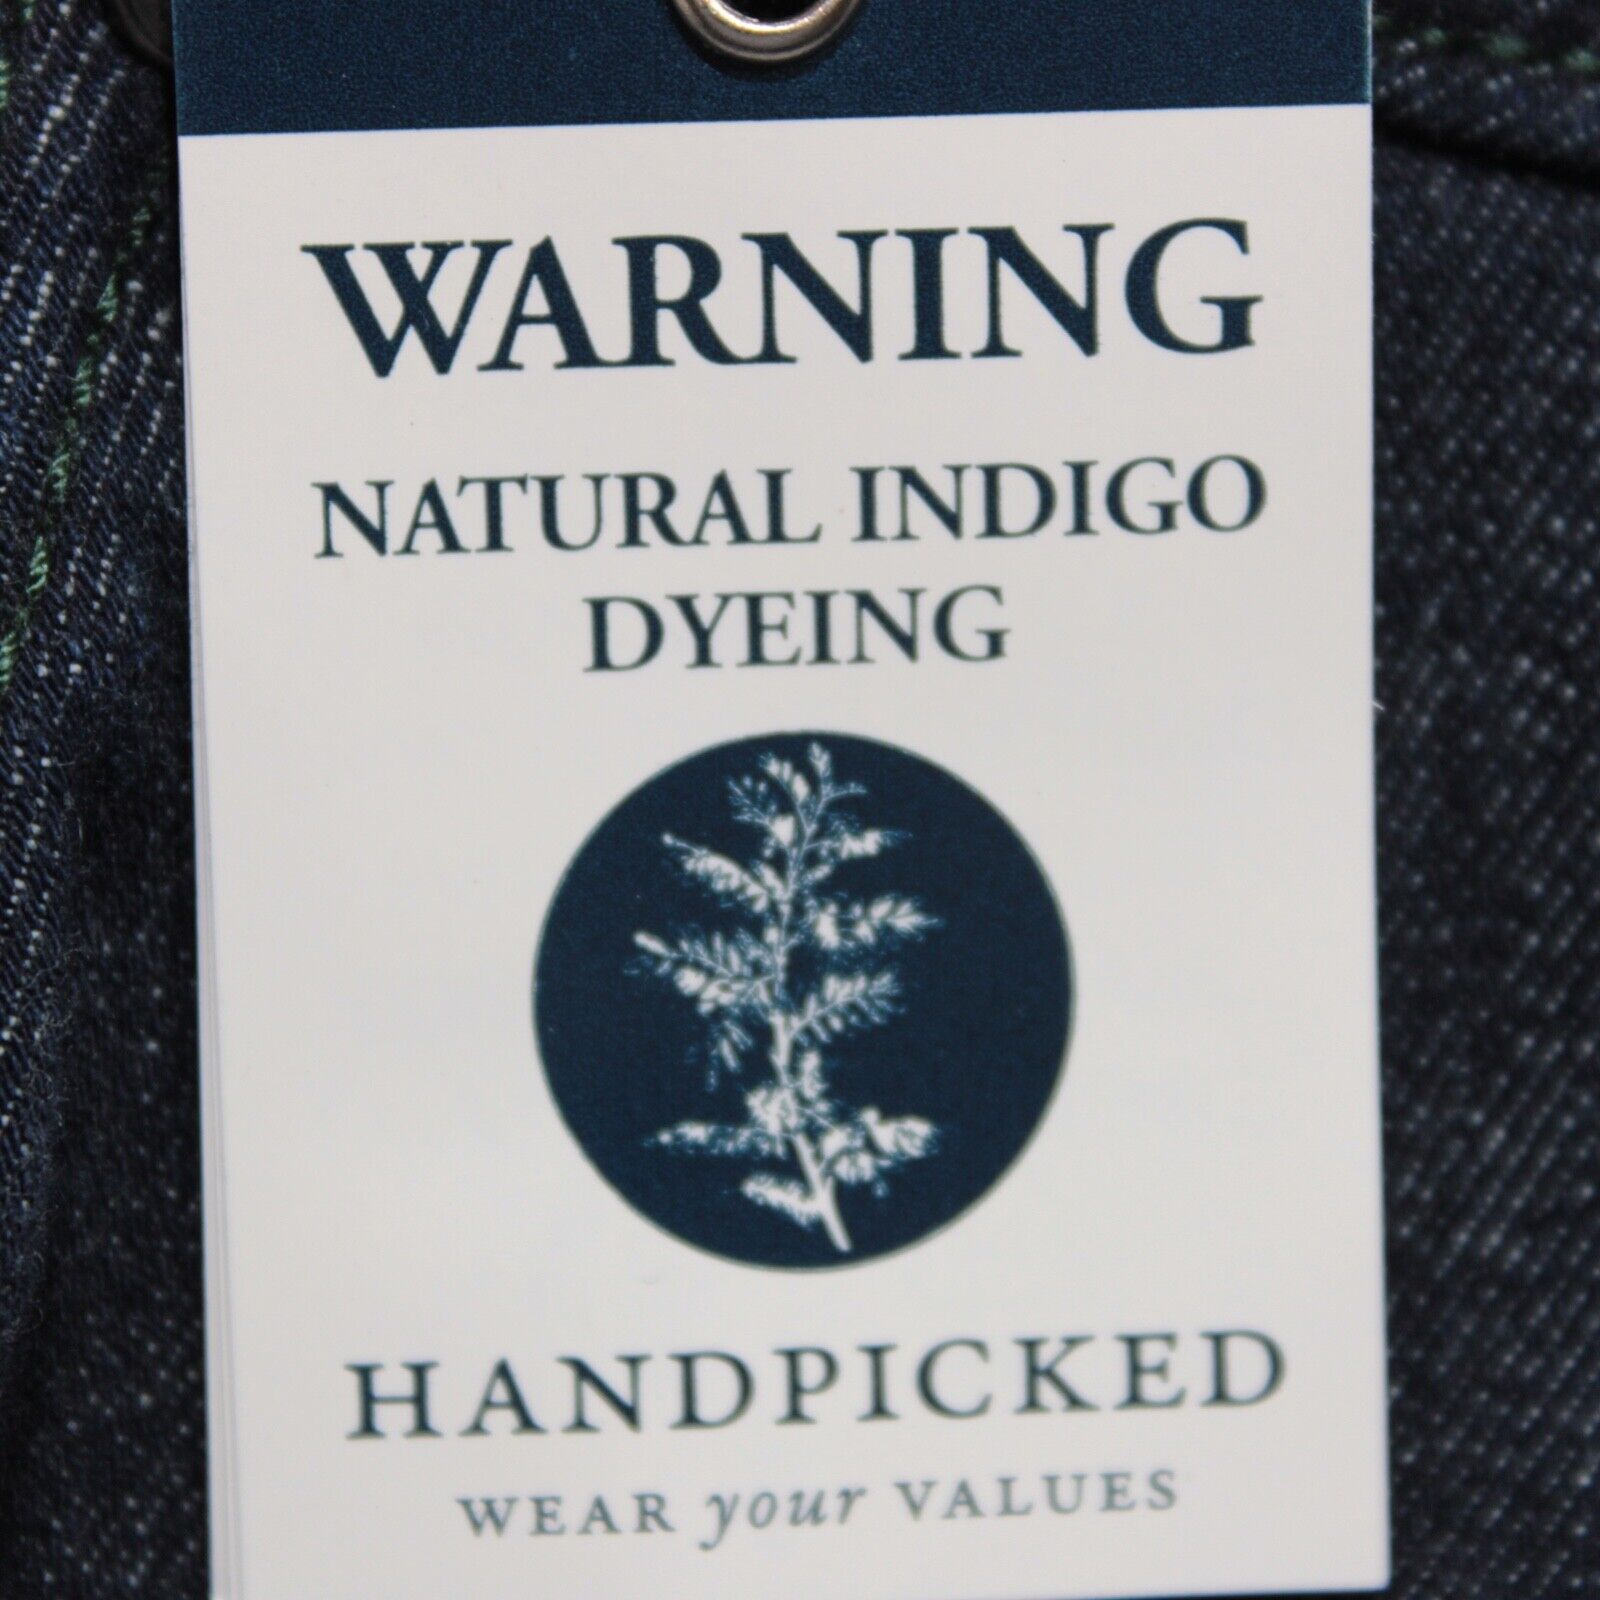 WARNING
NATURAL INDIGO
DYEING
HANDPICKED
WEAR your VALUES